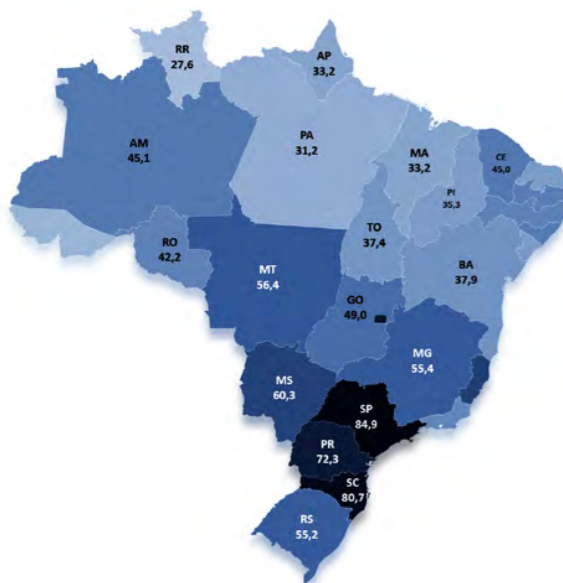 RR
27,6
AP
33,2
AM
45,1
PA
31,2
MA
33,2
CE
45,0
PI
35,3
TO
37,4
RO
42,2
MT
56,4
BA
37,9
GO
49,0
MG
55,4
MS
60,3
SP
84,9
PR
72,3
SC
80,7
RS
55,2